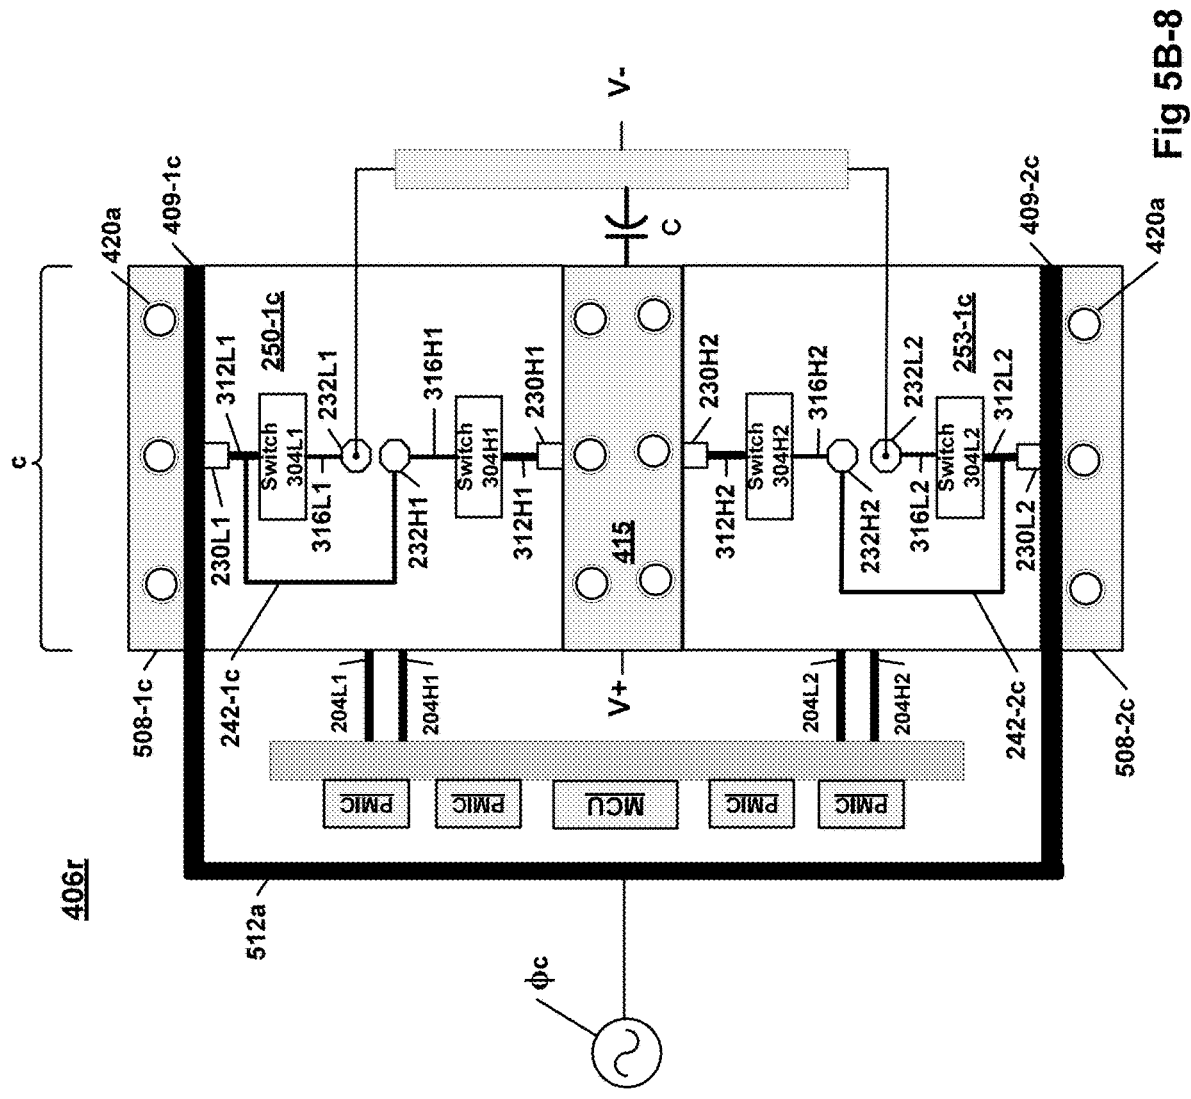 Fig 5B-8
406r
c
420a
409-1c
508-1c
250-1c
312L1
230L1
Switch
304L1
316L1
232L1
242-1c
232H1
316H1
Switch
304H1
312H1
230H1
204L1
204H1
V+
415
C
V-
230H2
312H2
Switch
304H2
316H2
232H2
232L2
316L2
Switch
304L2
253-1c
312L2
230L2
242-2c
204L2
204H2
409-2c
420a
508-2c
PMIC
PMIC
MCU
PMIC
PMIC
512a
ϕc